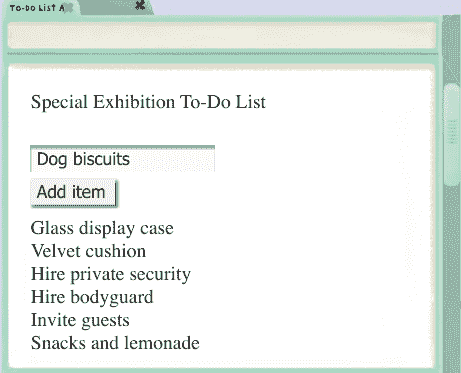 To-Do List A
Special Exhibition To-Do List
Dog biscuits
Add item
Glass display case
Velvet cushion
Hire private security
Hire bodyguard
Invite guests
Snacks and lemonade